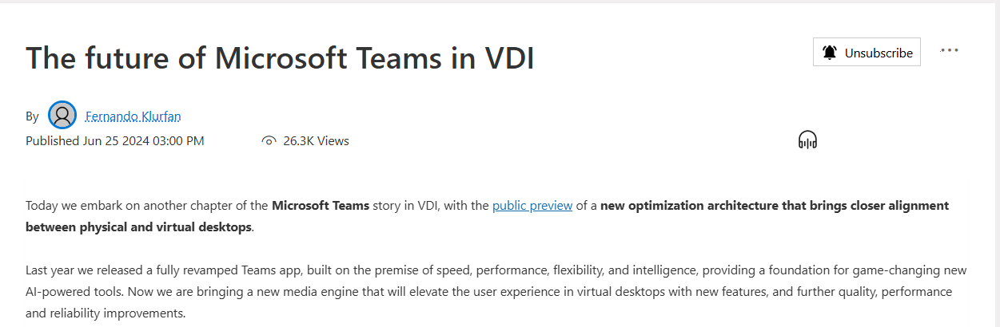 The future of Microsoft Teams in VDI
Unsubscribe
By Fernando Klurfan
Published Jun 25 2024 03:00 PM
26.3K Views
Today we embark on another chapter of the Microsoft Teams story in VDI, with the public preview of a new optimization architecture that brings closer alignment
between physical and virtual desktops.
Last year we released a fully revamped Teams app, built on the premise of speed, performance, flexibility, and intelligence, providing a foundation for game-changing new
AI-powered tools. Now we are bringing a new media engine that will elevate the user experience in virtual desktops with new features, and further quality, performance
and reliability improvements.